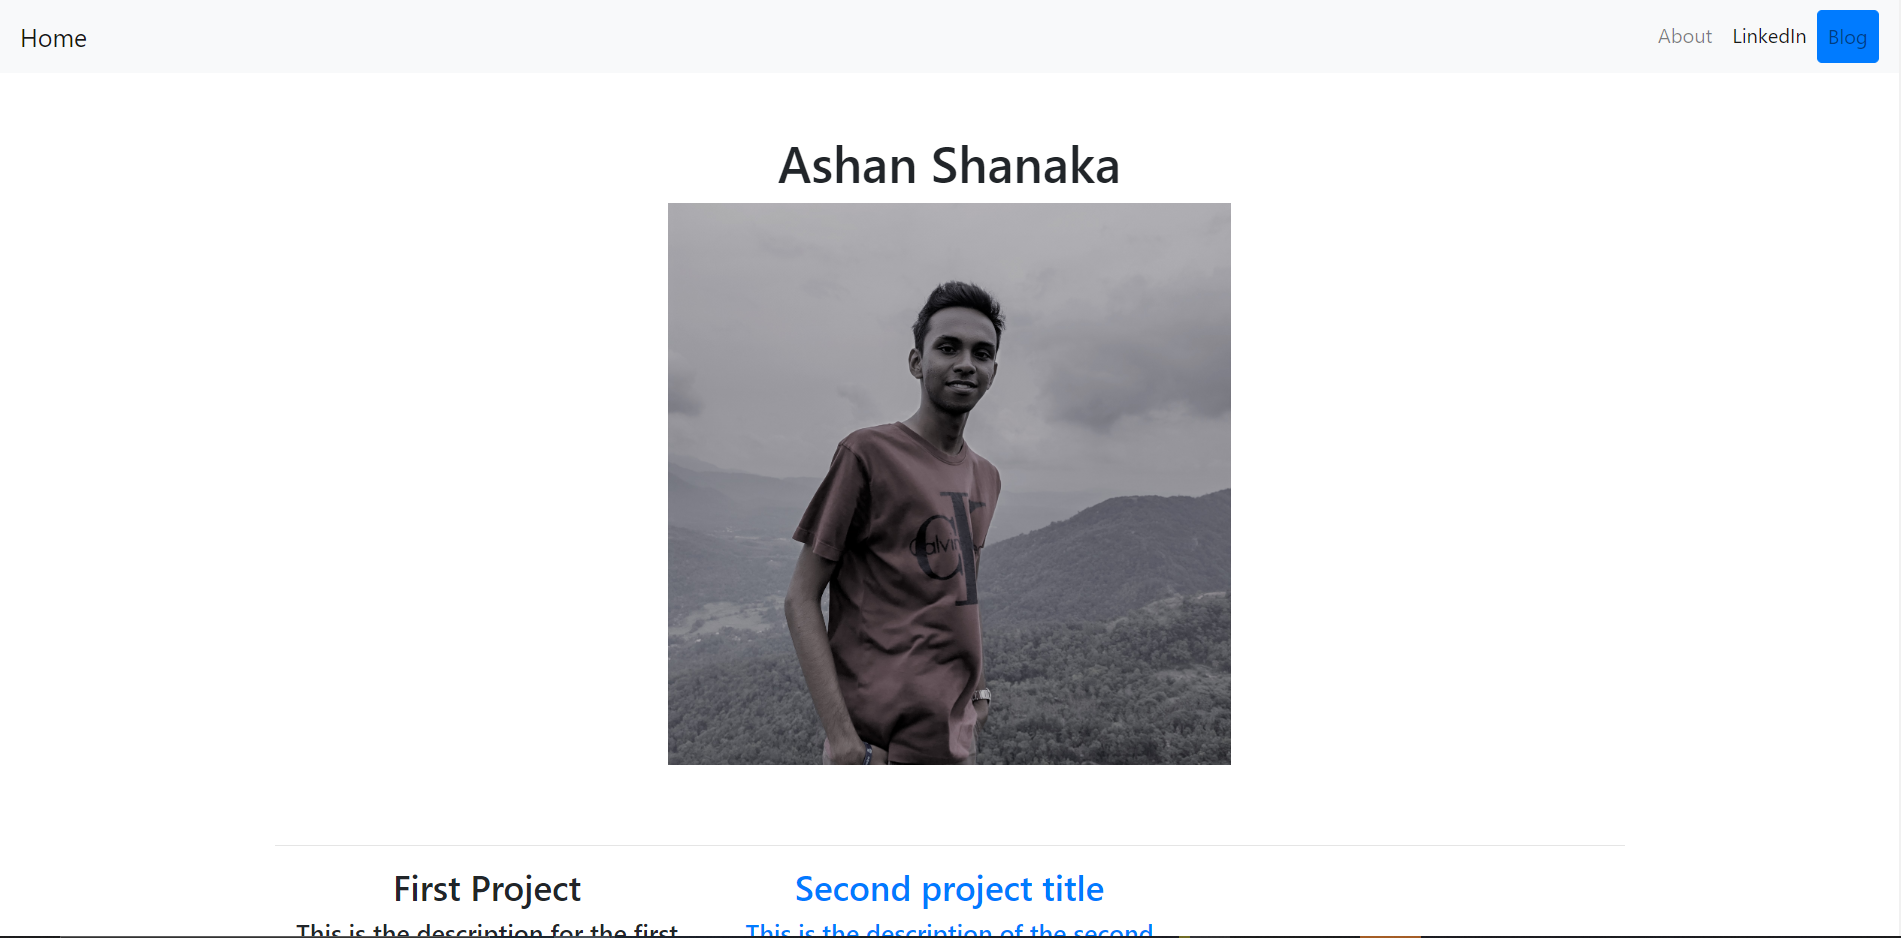 Home
About LinkedIn Blog
Ashan Shanaka
First Project
Second project title
This is the description for the first
This is the description of the second